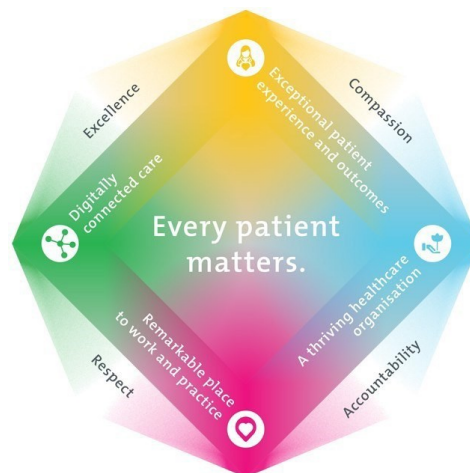 Excellence
Compassion
Exceptional patient
experience and outcomes
Digitally
connected care
Every patient
matters.
A thriving healthcare
organisation
Remarkable place
to work and practice
Respect
Accountability